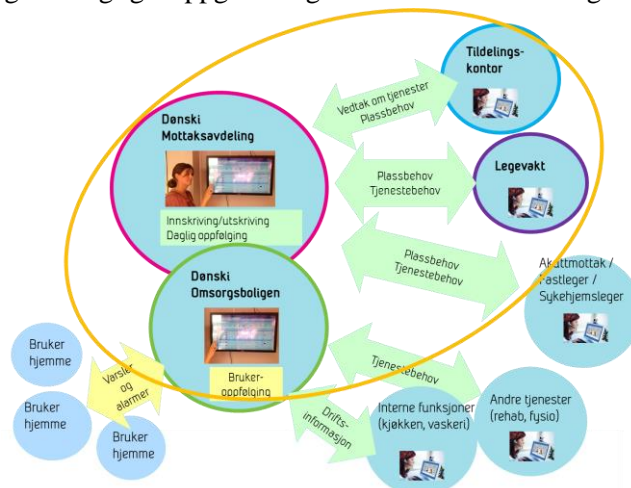 Tildelings-
kontor
Vedtak om tjenester
Plassbehov
Dønski
Mottaksavdeling
Innskriving/utskriving
Daglig oppfølging
Plassbehov
Tjenestebehov
Legevakt
Plassbehov
Tjenestebehov
Akuttmottak /
Fastleger /
Sykehjemsleger
Dønski
Omsorgsboligen
Bruker-
oppfølging
Bruker
hjemme
Bruker
hjemme
Bruker
hjemme
Varsler
og
alarmer
Tjenestebehov
Drifts-
informasjon
Interne funksjoner
(kjøkken, vaskeri)
Andre tjenester
(rehab, fysio)